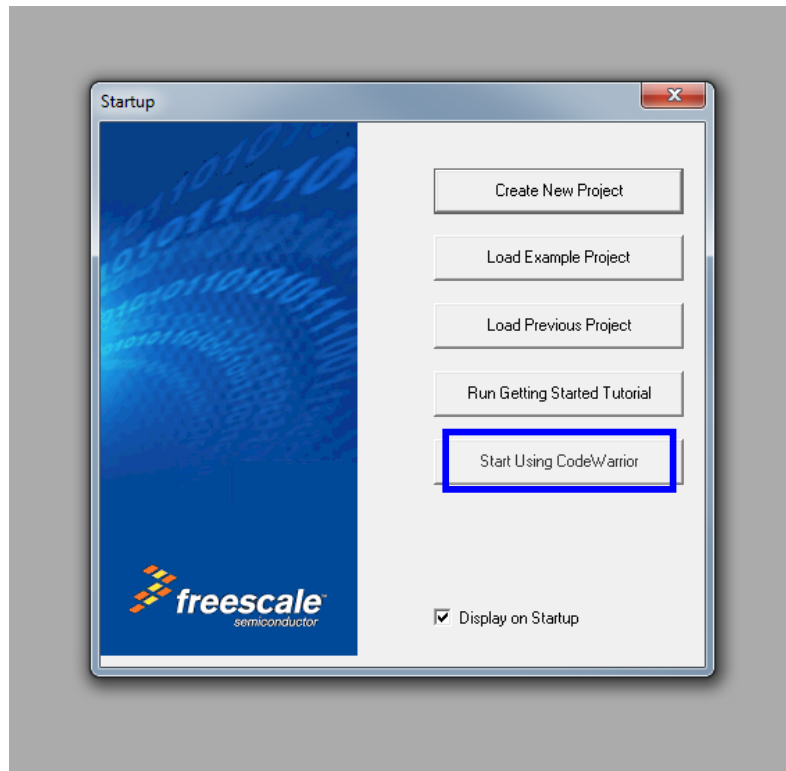 Startup
Create New Project
Load Example Project
Load Previous Project
Run Getting Started Tutorial
Start Using CodeWarrior
freescale™
semiconductor
Display on Startup